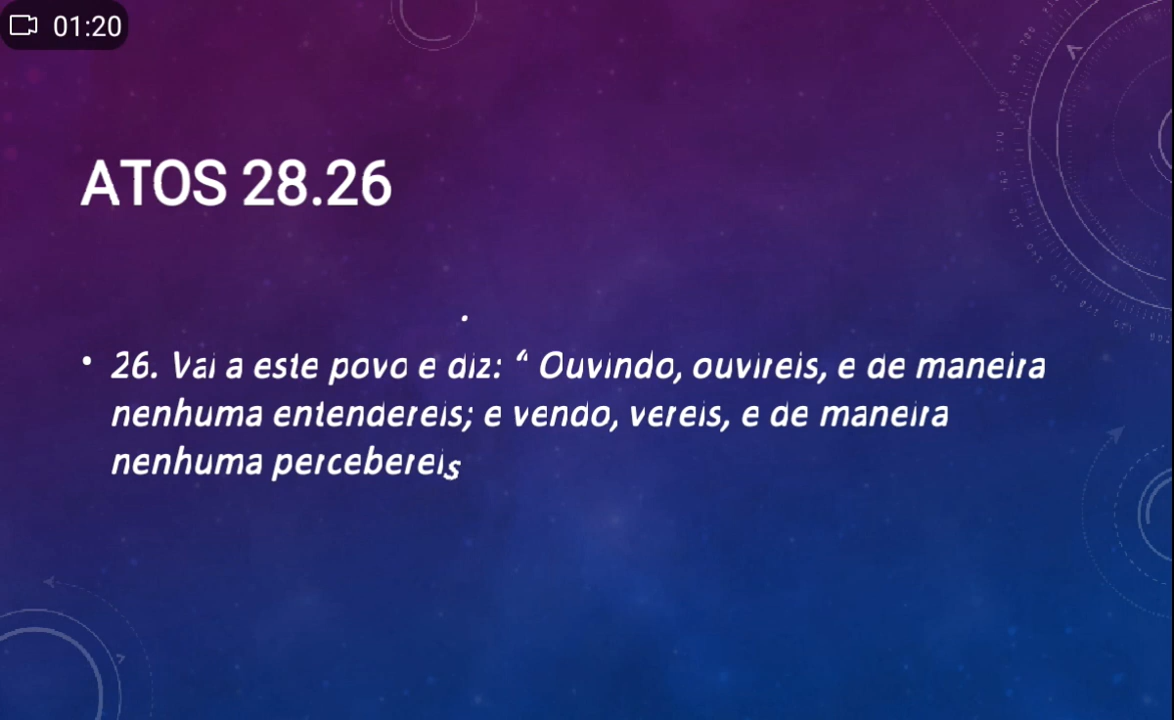 01:20
ATOS 28.26
.
• 26. Vai a este povo e diz: “ Ouvindo, ouvireis, e de maneira
nenhuma entendereis; e vendo, vereis, e de maneira
nenhuma percebereis